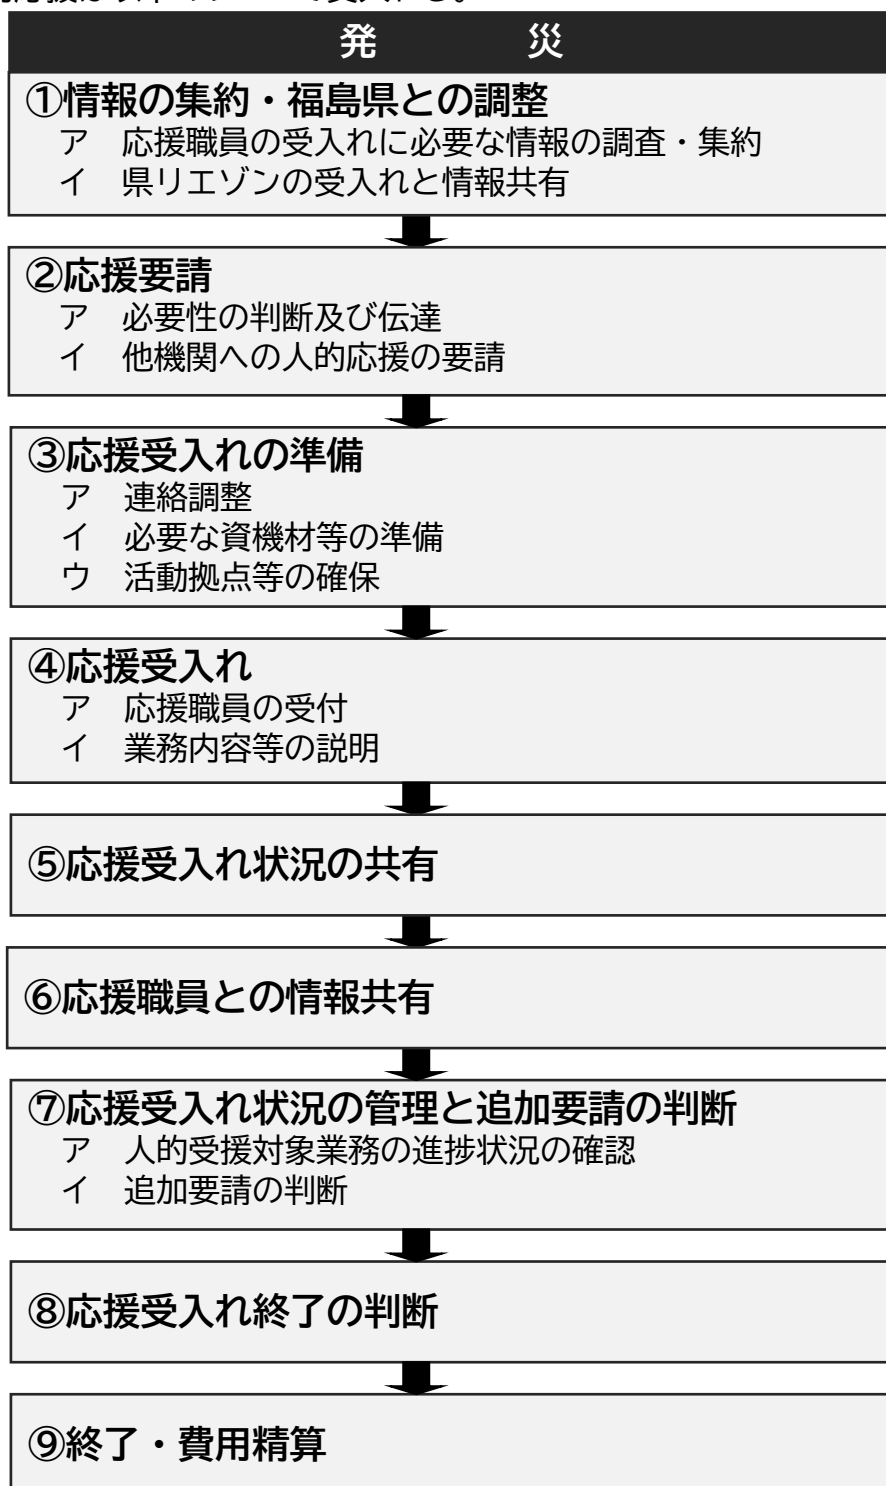 発　災
①情報の集約・福島県との調整
ア　応援職員の受入れに必要な情報の調査・集約
イ　県リエゾンの受入れと情報共有
②応援要請
ア　必要性の判断及び伝達
イ　他機関への人的応援の要請
③応援受入れの準備
ア　連絡調整
イ　必要な資機材等の準備
ウ　活動拠点等の確保
④応援受入れ
ア　応援職員の受付
イ　業務内容等の説明
⑤応援受入れ状況の共有
⑥応援職員との情報共有
⑦応援受入れ状況の管理と追加要請の判断
ア　人的受援対象業務の進捗状況の確認
イ　追加要請の判断
⑧応援受入れ終了の判断
⑨終了・費用精算